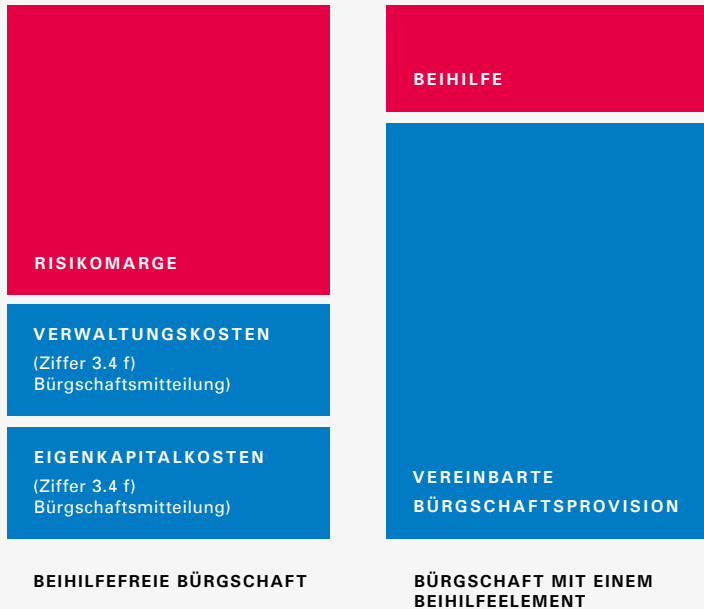 RISIKOMARGE
VERWALTUNGSKOSTEN
(Ziffer 3.4 f)
Bürgschaftsmitteilung)
EIGENKAPITALKOSTEN
(Ziffer 3.4 f)
Bürgschaftsmitteilung)
BEIHILFEFREIE BÜRGSCHAFT
BEIHILFE
VEREINBARTE
BÜRGSCHAFTSPROVISION
BÜRGSCHAFT MIT EINEM
BEIHILFEELEMENT